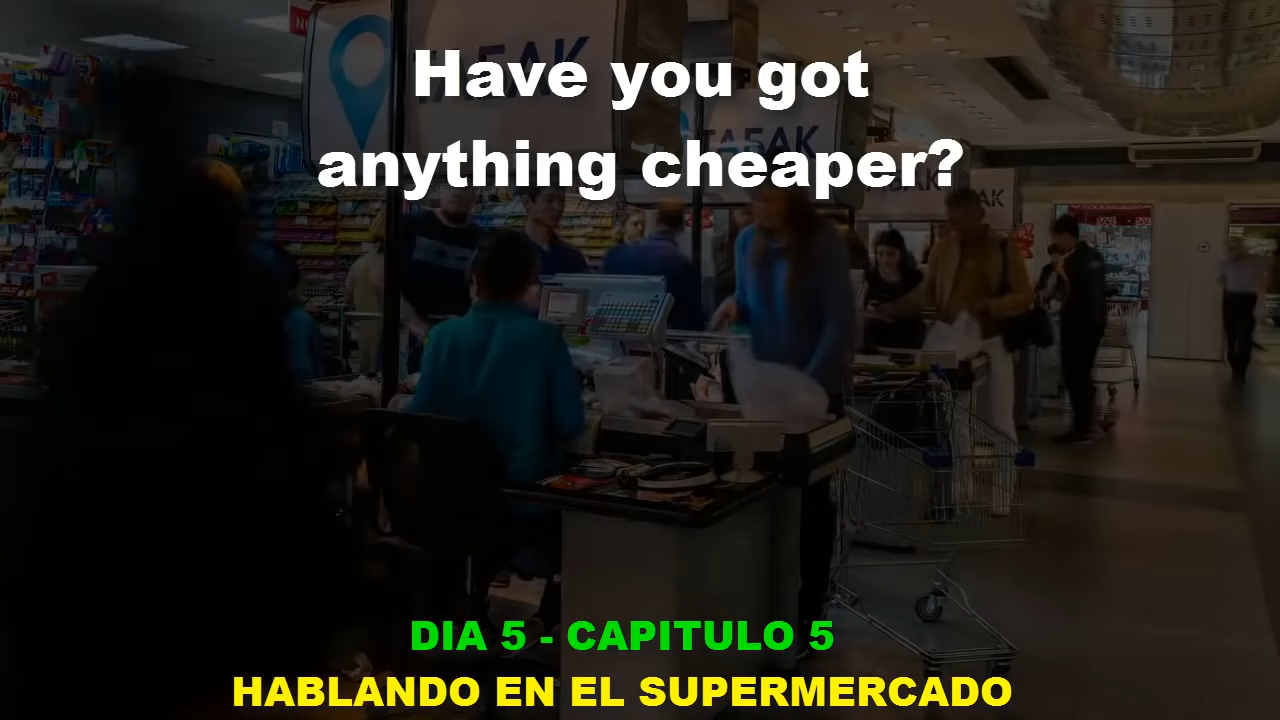 Have you got
anything cheaper?
DIA 5 - CAPITULO 5
HABLANDO EN EL SUPERMERCADO